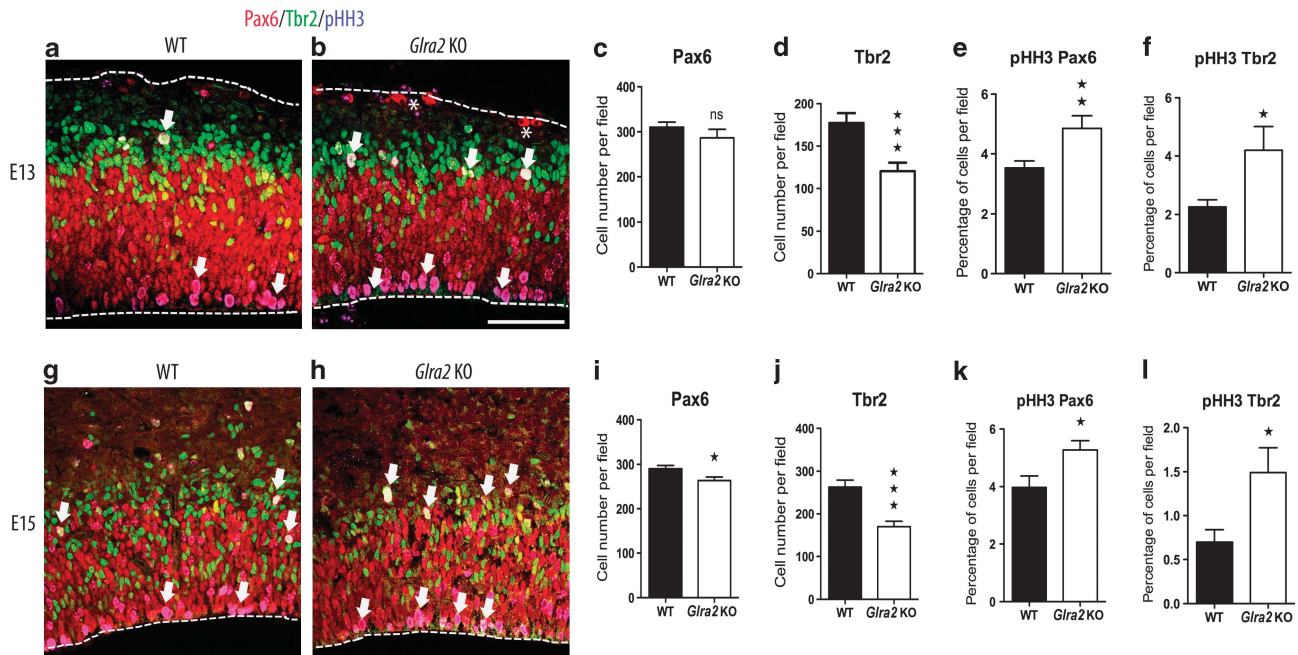 Pax6/Tbr2/pHH3
a
WT
b
Glra2 KO
E13
*
*
c
Pax6
Cell number per field
400
300
200
100
0
ns
WT
Glra2 KO
d
Tbr2
Cell number per field
200
150
100
50
0
WT
Glra2 KO
e
pHH3 Pax6
Percentage of cells per field
6
4
2
0
WT
Glra2 KO
f
pHH3 Tbr2
Percentage of cells per field
6
4
2
0
WT
Glra2 KO
g
WT
h
Glra2 KO
E15
i
Pax6
Cell number per field
400
300
200
100
0
WT
Glra2 KO
j
Tbr2
Cell number per field
400
300
200
100
0
WT
Glra2 KO
k
pHH3 Pax6
Percentage of cells per field
6
4
2
0
WT
Glra2 KO
l
pHH3 Tbr2
Percentage of cells per field
2.0
1.5
1.0
0.5
0.0
WT
Glra2 KO